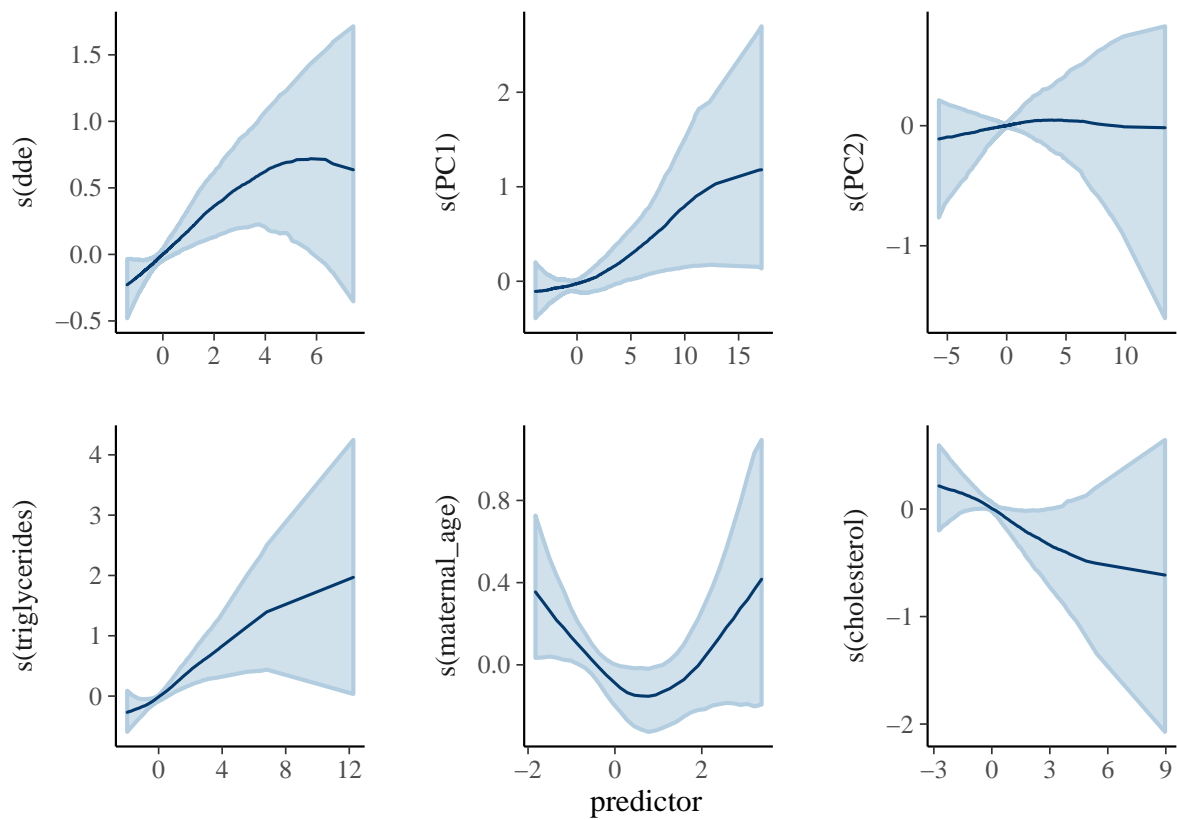 s(dde)
1.5
1.0
0.5
0.0
−0.5
0 2 4 6
s(PC1)
2
1
0
0 5 10 15
s(PC2)
0
−1
−5 0 5 10
s(triglycerides)
4
3
2
1
0
0 4 8 12
s(maternal_age)
0.8
0.4
0.0
−2 0 2
s(cholesterol)
0
−1
−2
−3 0 3 6 9
predictor